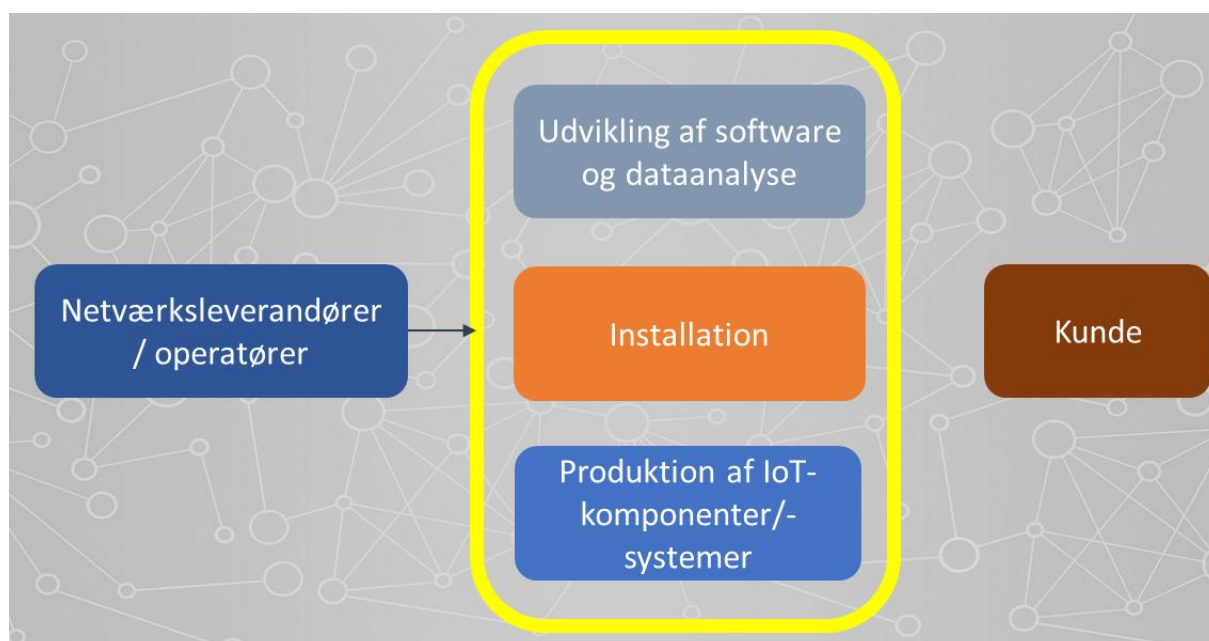 Udvikling af software
og dataanalyse
Netværksleverandører
/ operatører
Installation
Kunde
Produktion af IoT-
komponenter/-
systemer